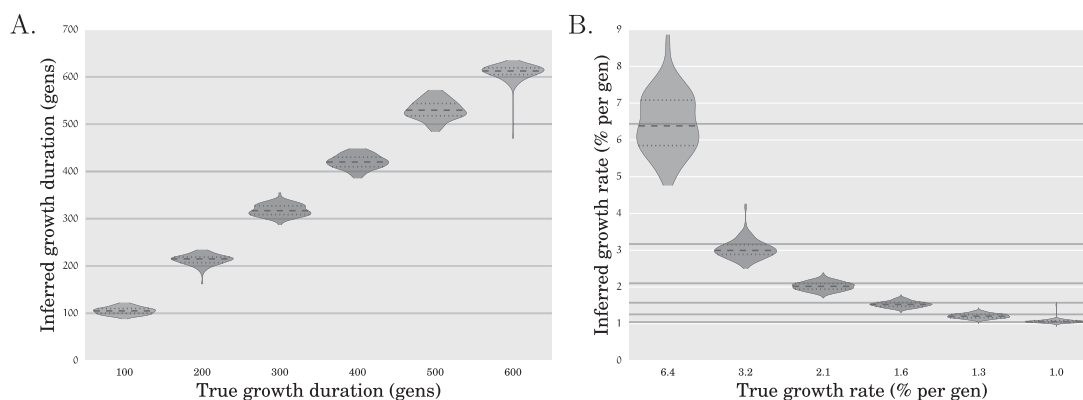 A.
Inferred growth duration (gens)
700
600
500
400
300
200
100
0
100 200 300 400 500 600
True growth duration (gens)
B.
Inferred growth rate (% per gen)
9
8
7
6
5
4
3
2
1
0
6.4 3.2 2.1 1.6 1.3 1.0
True growth rate (% per gen)